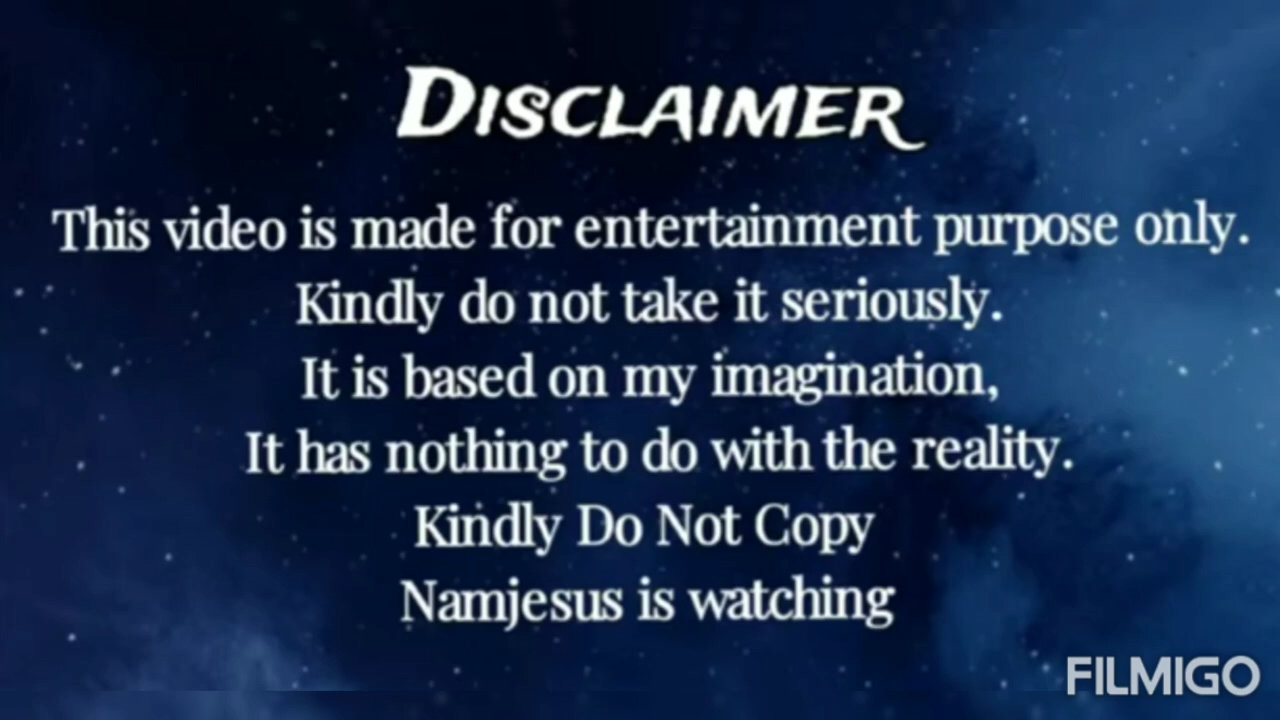 DISCLAIMER
This video is made for entertainment purpose only.
Kindly do not take it seriously.
It is based on my imagination,
It has nothing to do with the reality.
Kindly Do Not Copy
Namjesus is watching
FILMIGO